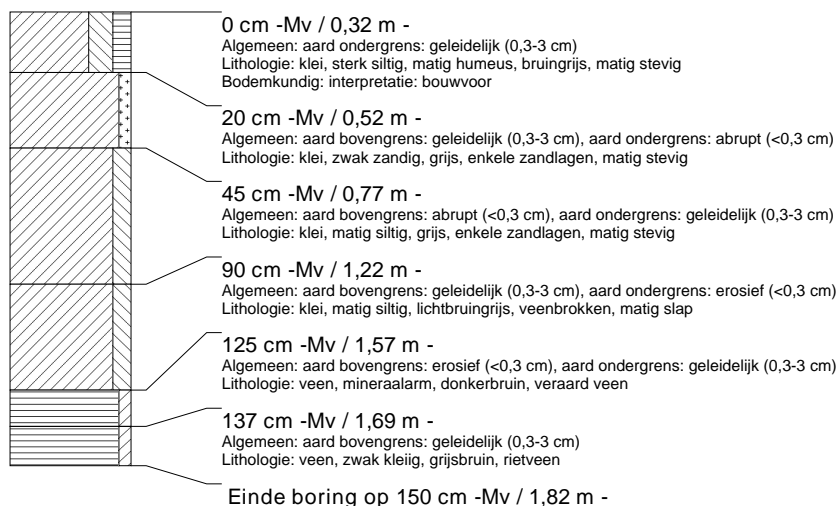 0 cm -Mv / 0,32 m -
Algemeen: aard ondergrens: geleidelijk (0,3-3 cm)
Lithologie: klei, sterk siltig, matig humeus, bruingrijs, matig stevig
Bodemkundig: interpretatie: bouwvoor
20 cm -Mv / 0,52 m -
Algemeen: aard bovengrens: geleidelijk (0,3-3 cm), aard ondergrens: abrupt (<0,3 cm)
Lithologie: klei, zwak zandig, grijs, enkele zandlagen, matig stevig
45 cm -Mv / 0,77 m -
Algemeen: aard bovengrens: abrupt (<0,3 cm), aard ondergrens: geleidelijk (0,3-3 cm)
Lithologie: klei, matig siltig, grijs, enkele zandlagen, matig stevig
90 cm -Mv / 1,22 m -
Algemeen: aard bovengrens: geleidelijk (0,3-3 cm), aard ondergrens: erosief (<0,3 cm)
Lithologie: klei, matig siltig, lichtbruingrijs, veenbrokken, matig slap
125 cm -Mv / 1,57 m -
Algemeen: aard bovengrens: erosief (<0,3 cm), aard ondergrens: geleidelijk (0,3-3 cm)
Lithologie: veen, mineraalarm, donkerbruin, veraard veen
137 cm -Mv / 1,69 m -
Algemeen: aard bovengrens: geleidelijk (0,3-3 cm)
Lithologie: veen, zwak kleiig, grijsbruin, rietveen
Einde boring op 150 cm -Mv / 1,82 m -